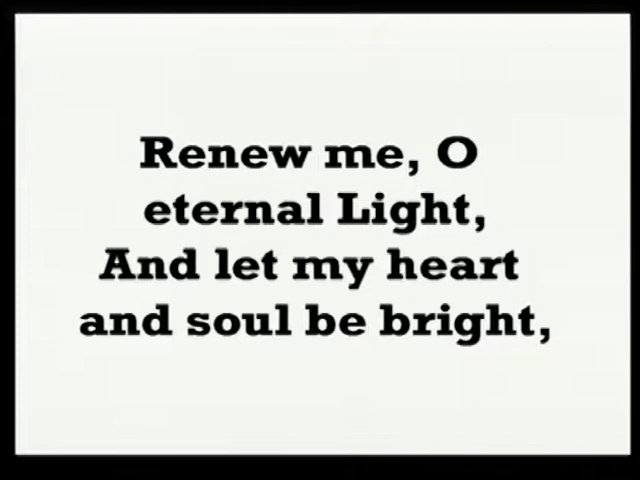 Renew me, O
eternal Light,
And let my heart
and soul be bright,